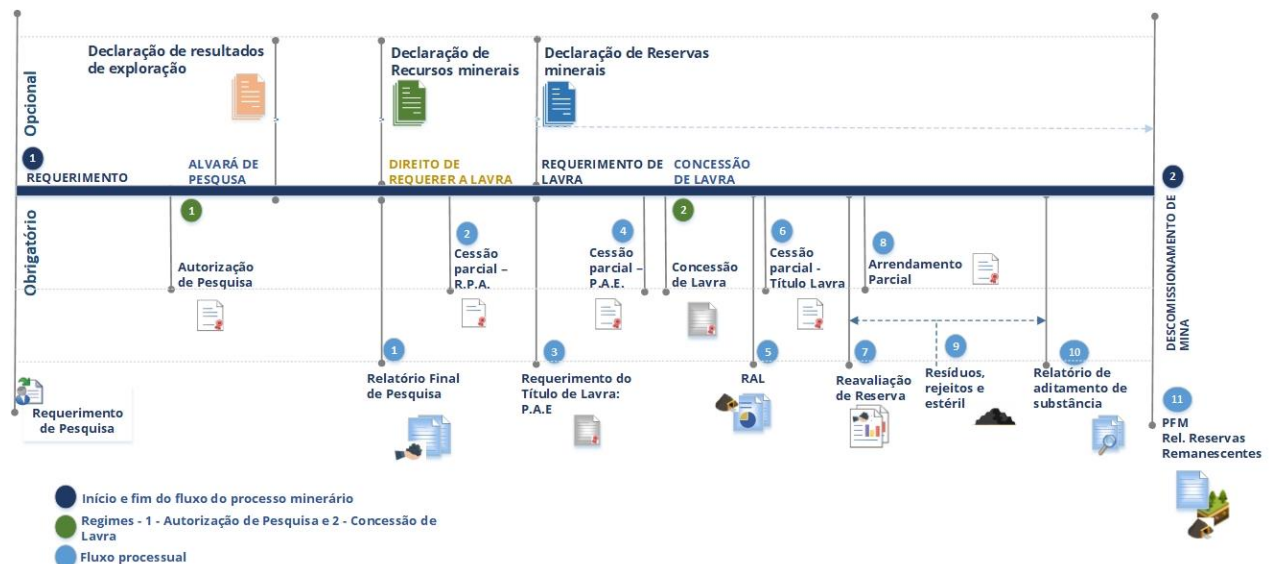 Opcional
Obrigatório
Declaração de resultados
de exploração
Declaração de
Recursos minerais
Declaração de Reservas
minerais
1
REQUERIMENTO
ALVARÁ DE
PESQUSA
DIREITO DE
REQUERER A LAVRA
REQUERIMENTO DE
LAVRA
CONCESSÃO
DE LAVRA
2
DESCOMISSIONAMENTO DE
MINA
1
Autorização
de Pesquisa
2
Cessão
parcial –
R.P.A.
4
Cessão
parcial –
P.A.E.
2
Concessão
de Lavra
6
Cessão
parcial -
Título Lavra
8
Arrendamento
Parcial
Requerimento
de Pesquisa
1
Relatório Final
de Pesquisa
3
Requerimento do
Título de Lavra:
P.A.E
5
RAL
7
Reavaliação
de Reserva
9
Resíduos,
rejeitos e
estéril
10
Relatório de
aditamento de
substância
11
PFM
Rel. Reservas
Remanescentes
Início e fim do fluxo do processo minerário
Regimes - 1 - Autorização de Pesquisa e 2 - Concessão de
Lavra
Fluxo processual